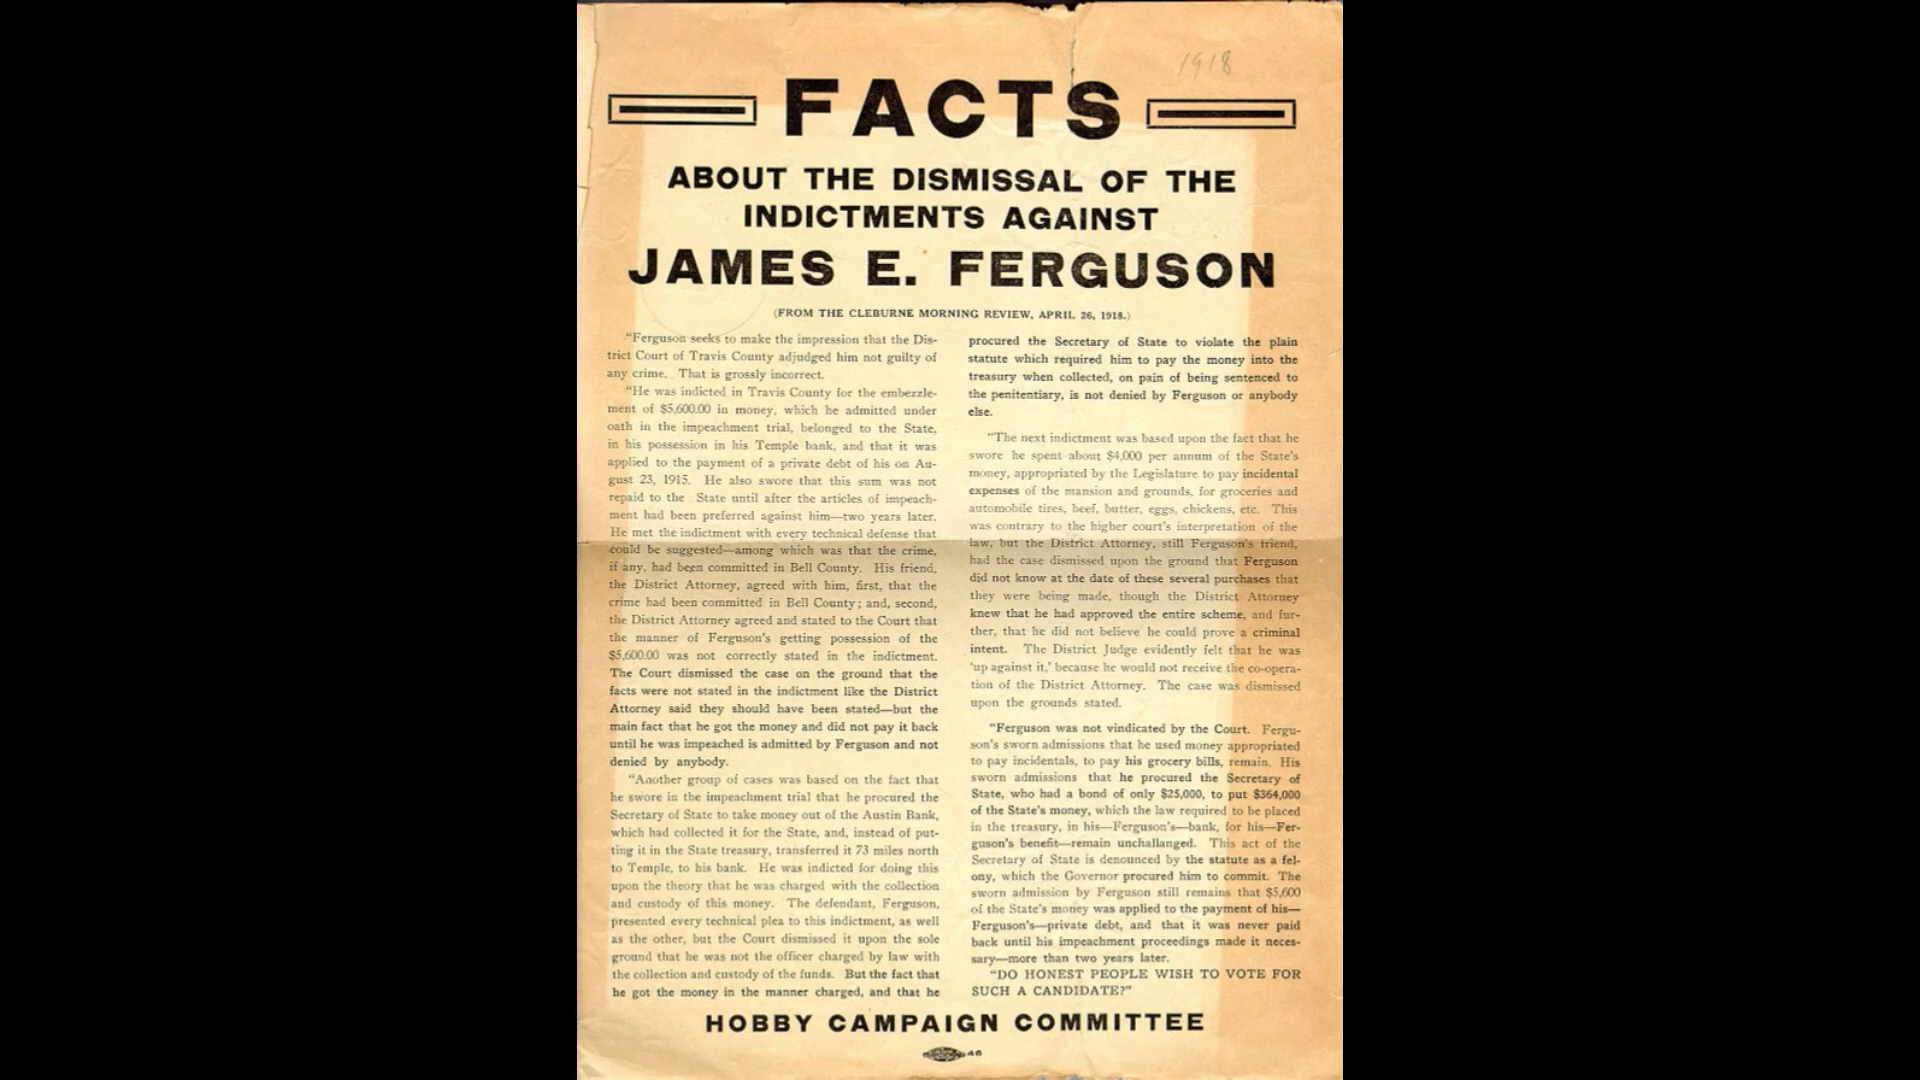 1918
FACTS
ABOUT THE DISMISSAL OF THE
INDICTMENTS AGAINST
JAMES E. FERGUSON
(FROM THE CLEBURNE MORNING REVIEW, APRIL 26, 1918.)
"Ferguson seeks to make the impression that the Dis-
trict Court of Travis County adjudged him not guilty of
any crime. That is grossly incorrect.
"He was indicted in Travis County for the embezzle-
ment of $5,600.00 in money, which he admitted under
oath in the impeachment trial, belonged to the State,
in his possession in his Temple bank, and that it was
applied to the payment of a private debt of his on Au-
gust 23, 1915. He also swore that this sum was not
repaid to the State until after the articles of impeach-
ment had been preferred against him—two years later.
He met the indictment with every technical defense that
could be suggested—among which was that the crime,
if any, had been committed in Bell County. His friend,
the District Attorney, agreed with him, first, that the
crime had been committed in Bell County; and, second,
the District Attorney agreed and stated to the Court that
the manner of Ferguson's getting possession of the
$5,600.00 was not correctly stated in the indictment.
The Court dismissed the case on the ground that the
facts were not stated in the indictment like the District
Attorney said they should have been stated—but the
main fact that he got the money and did not pay it back
until he was impeached is admitted by Ferguson and not
denied by anybody.
"Another group of cases was based on the fact that
he swore in the impeachment trial that he procured the
Secretary of State to take money out of the Austin Bank,
which had collected it for the State, and, instead of put-
ting it in the State treasury, transferred it 73 miles north
to Temple, to his bank. He was indicted for doing this
upon the theory that he was charged with the collection
and custody of this money. The defendant, Ferguson,
presented every technical plea to this indictment, as well
as the other, but the Court dismissed it upon the sole
ground that he was not the officer charged by law with
the collection and custody of the funds. But the fact that
he got the money in the manner charged, and that he
procured the Secretary of State to violate the plain
statute which required him to pay the money into the
treasury when collected, on pain of being sentenced to
the penitentiary, is not denied by Ferguson or anybody
else.
"The next indictment was based upon the fact that he
swore he spent about $4,000 per annum of the State's
money, appropriated by the Legislature to pay incidental
expenses of the mansion and grounds, for groceries and
automobile tires, beef, butter, eggs, chickens, etc. This
was contrary to the higher court's interpretation of the
law, but the District Attorney, still Ferguson's friend,
had the case dismissed upon the ground that Ferguson
did not know at the date of these several purchases that
they were being made, though the District Attorney
knew that he had approved the entire scheme, and fur-
ther, that he did not believe he could prove a criminal
intent. The District Judge evidently felt that he was
'up against it,' because he would not receive the co-opera-
tion of the District Attorney. The case was dismissed
upon the grounds stated.
"Ferguson was not vindicated by the Court. Fergu-
son's sworn admissions that he used money appropriated
to pay incidentals, to pay his grocery bills, remain. His
sworn admissions that he procured the Secretary of
State, who had a bond of only $25,000, to put $364,000
of the State's money, which the law required to be placed
in the treasury, in his—Ferguson's—bank, for his—Fer-
guson's benefit—remain unchallanged. This act of the
Secretary of State is denounced by the statute as a fel-
ony, which the Governor procured him to commit. The
sworn admission by Ferguson still remains that $5,600
of the State's money was applied to the payment of his—
Ferguson's—private debt, and that it was never paid
back until his impeachment proceedings made it neces-
sary—more than two years later.
"DO HONEST PEOPLE WISH TO VOTE FOR
SUCH A CANDIDATE?"
HOBBY CAMPAIGN COMMITTEE
46